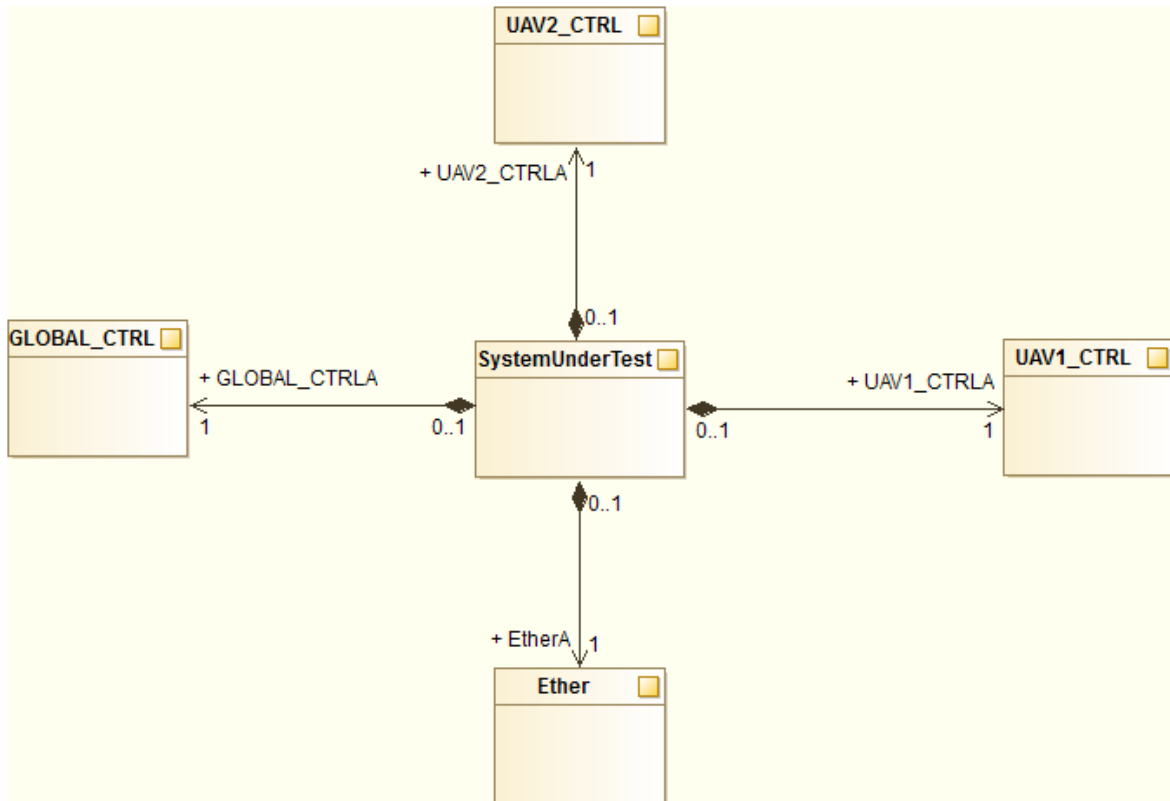 UAV2_CTRL
+ UAV2_CTRLA
1
0..1
GLOBAL_CTRL
+ GLOBAL_CTRLA
1
0..1
SystemUnderTest
UAV1_CTRL
+ UAV1_CTRLA
0..1
1
0..1
+ EtherA
1
Ether